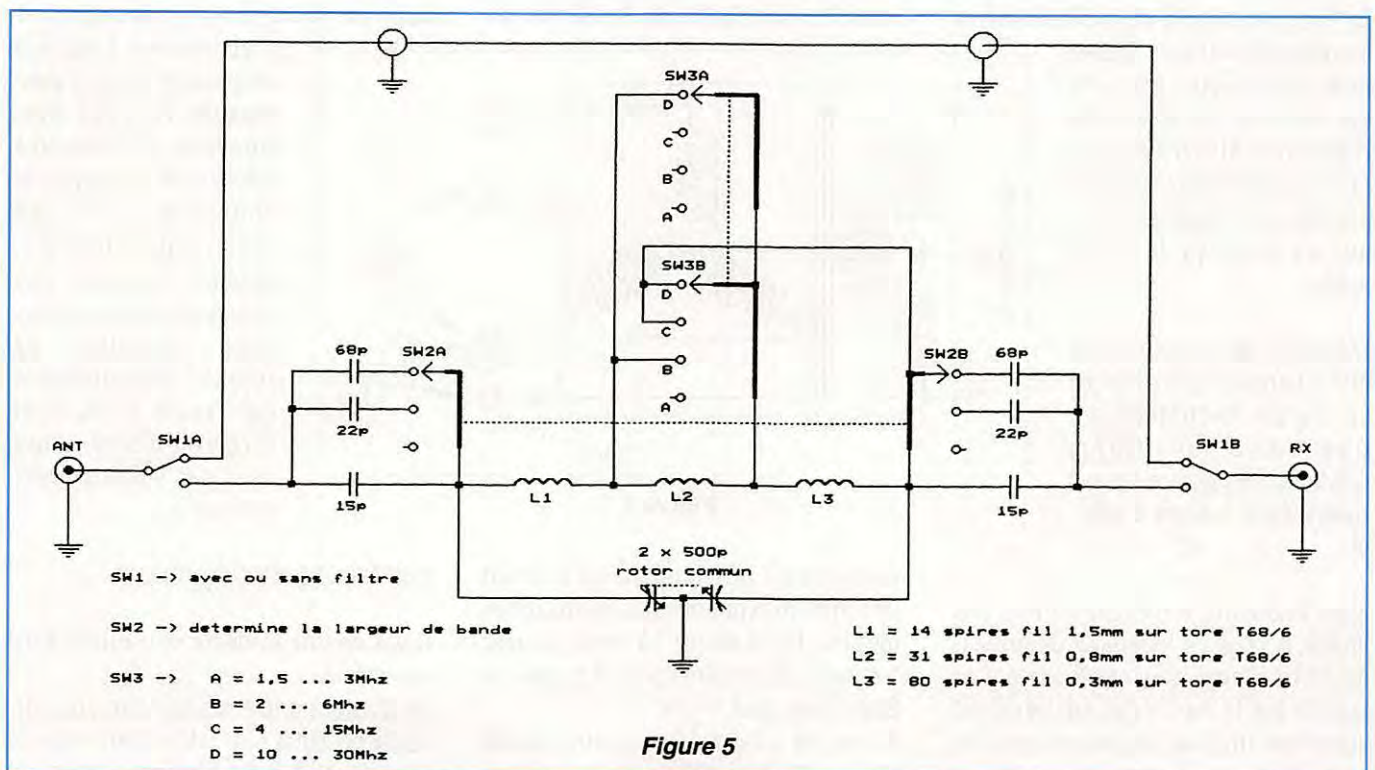 SW3A
D
C
B
A
SW3B
D
C
B
A
68p
SW2A
22p
15p
ANT
SW1A
L1
L2
L3
SW2B
68p
22p
15p
SW1B
RX
2 x 500p
rotor commun
SW1 -> avec ou sans filtre
SW2 -> determine la largeur de bande
SW3 -> A = 1,5 ... 3Mhz
B = 2 ... 6Mhz
C = 4 ... 15Mhz
D = 10 ... 30Mhz
L1 = 14 spires fil 1,5mm sur tore T68/6
L2 = 31 spires fil 0,8mm sur tore T68/6
L3 = 80 spires fil 0,3mm sur tore T68/6
Figure 5